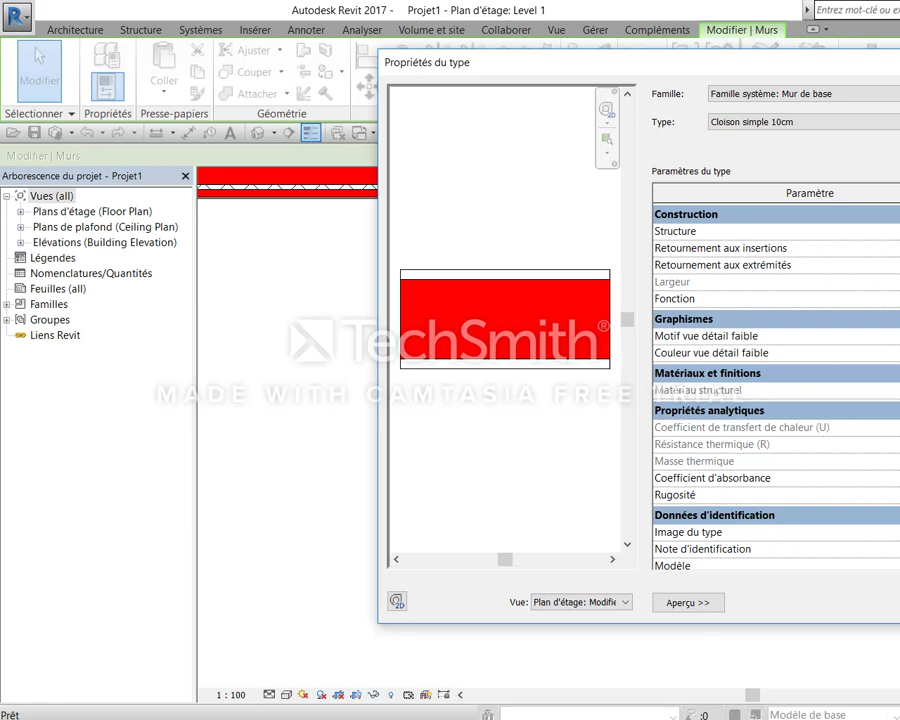 Autodesk Revit 2017 - Projet1 - Plan d'étage: Level 1
Entrez mot-clé ou ex
Architecture Structure Systèmes Insérer Annoter Analyser Volume et site Collaborer Vue Gérer Compléments Modifier | Murs
Modifier
Coller
Ajuster
Couper
Attacher
Sélectionner Propriétés Presse-papiers Géométrie
Modifier | Murs
Arborescence du projet - Projet1
Vues (all)
Plans d'étage (Floor Plan)
Plans de plafond (Ceiling Plan)
Elévations (Building Elevation)
Légendes
Nomenclatures/Quantités
Feuilles (all)
Familles
Groupes
Liens Revit
Propriétés du type
2D
Famille: Famille système: Mur de base
Type: Cloison simple 10cm
Paramètres du type
Paramètre
Construction
Structure
Retournement aux insertions
Retournement aux extrémités
Largeur
Fonction
Graphismes
Motif vue détail faible
Couleur vue détail faible
Matériaux et finitions
Matériau structurel
Propriétés analytiques
Coefficient de transfert de chaleur (U)
Résistance thermique (R)
Masse thermique
Coefficient d'absorbance
Rugosité
Données d'identification
Image du type
Note d'identification
Modèle
TechSmith®
MADE WITH CAMTASIA FREE TRIAL
2D
Vue: Plan d'étage: Modifie
Aperçu >>
1 : 100
Prêt
:0
Modèle de base